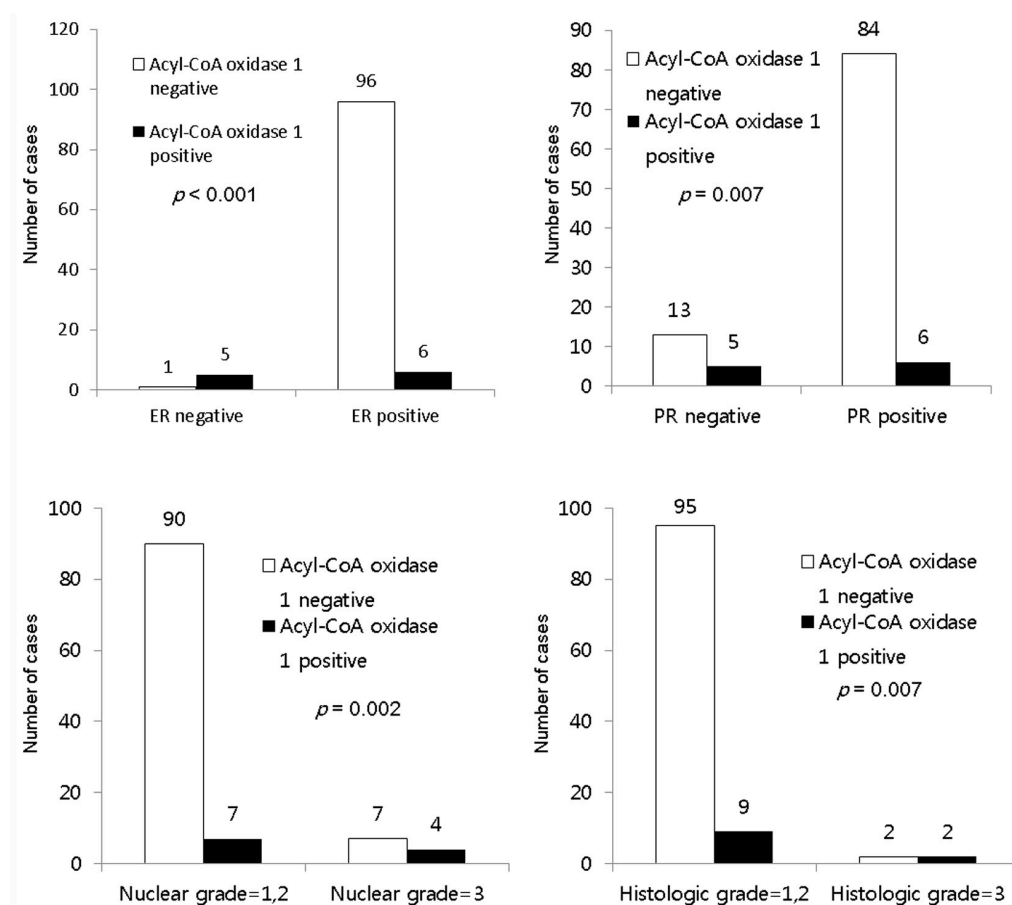 120
100
80
60
40
20
0
Number of cases
Acyl-CoA oxidase 1
negative
Acyl-CoA oxidase 1
positive
p < 0.001
96
1
5
6
ER negative
ER positive
90
80
70
60
50
40
30
20
10
0
Number of cases
84
Acyl-CoA oxidase 1
negative
Acyl-CoA oxidase 1
positive
p = 0.007
13
5
6
PR negative
PR positive
100
80
60
40
20
0
Number of cases
90
Acyl-CoA oxidase
1 negative
Acyl-CoA oxidase
1 positive
p = 0.002
7
7
4
Nuclear grade=1,2
Nuclear grade=3
100
80
60
40
20
0
Number of cases
95
Acyl-CoA oxidase
1 negative
Acyl-CoA oxidase
1 positive
p = 0.007
9
2
2
Histologic grade=1,2
Histologic grade=3